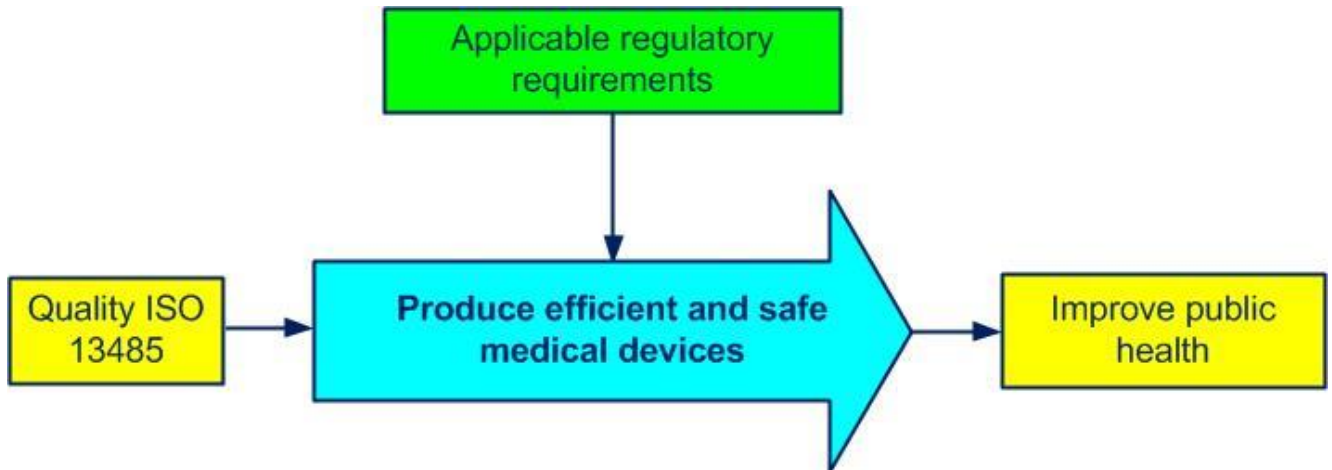 Applicable regulatory
requirements
Quality ISO
13485
Produce efficient and safe
medical devices
Improve public
health